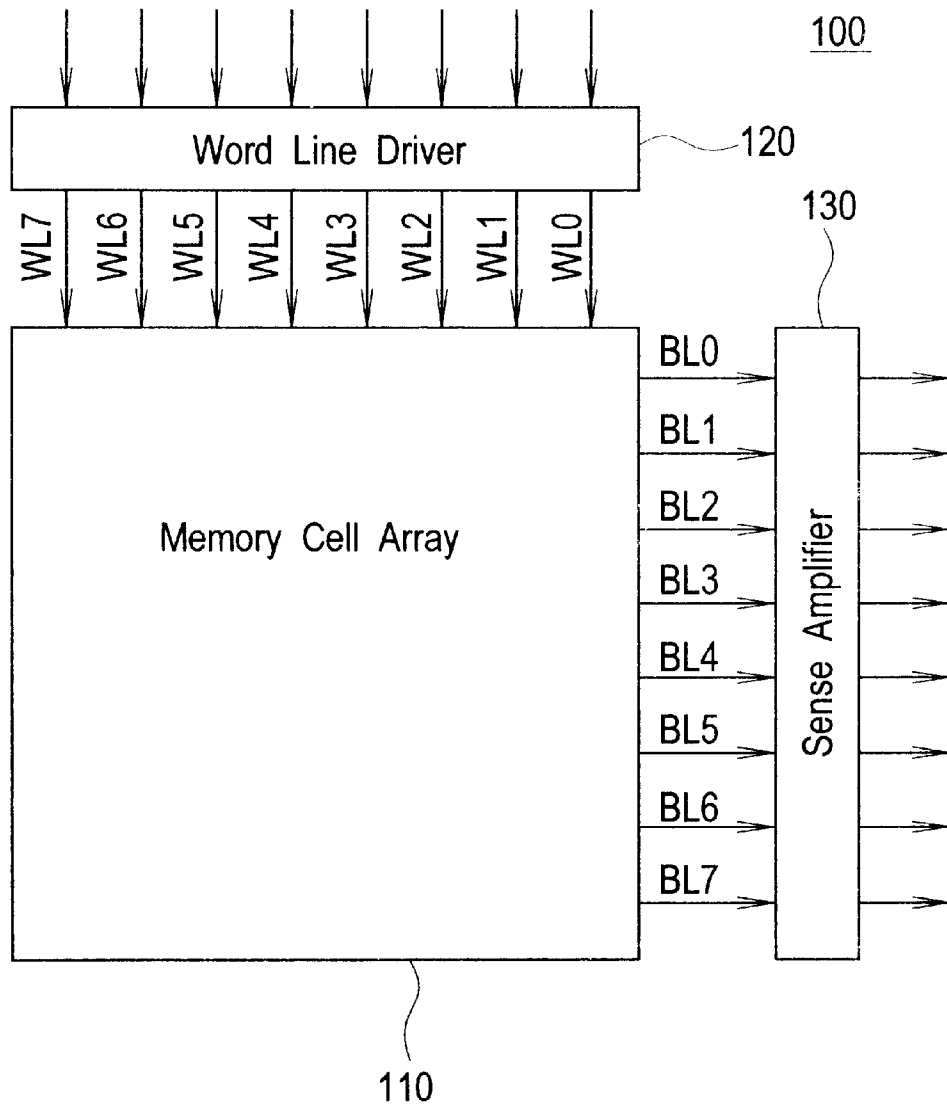 100
Word Line Driver
120
WL7 WL6 WL5 WL4 WL3 WL2 WL1 WL0
130
BL0
BL1
BL2
Memory Cell Array
BL3
BL4
BL5
BL6
BL7
Sense Amplifier
110